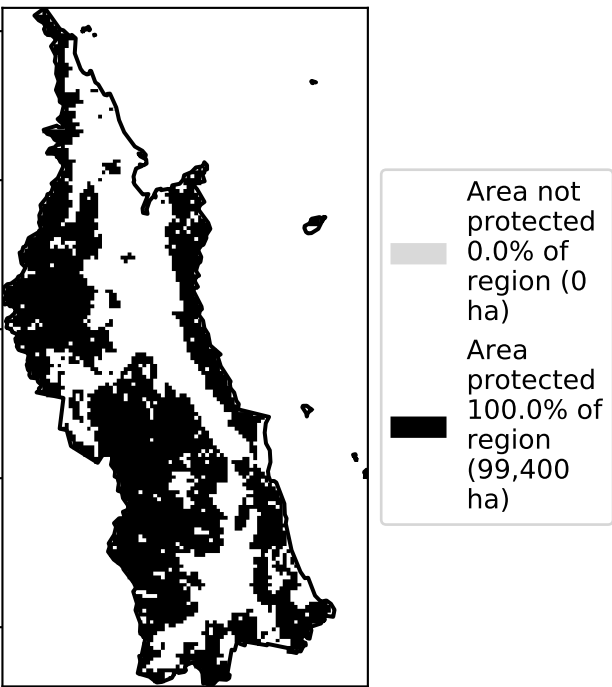 Area not
protected
0.0% of
region (0
ha)
Area
protected
100.0% of
region
(99,400
ha)